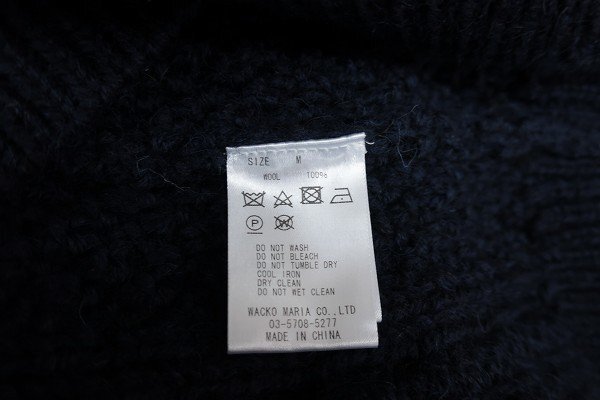 SIZE M
WOOL 100%
P W
DO NOT WASH
DO NOT BLEACH
DO NOT TUMBLE DRY
COOL IRON
DRY CLEAN
DO NOT WET CLEAN
WACKO MARIA CO.,LTD
03-5708-5277
MADE IN CHINA